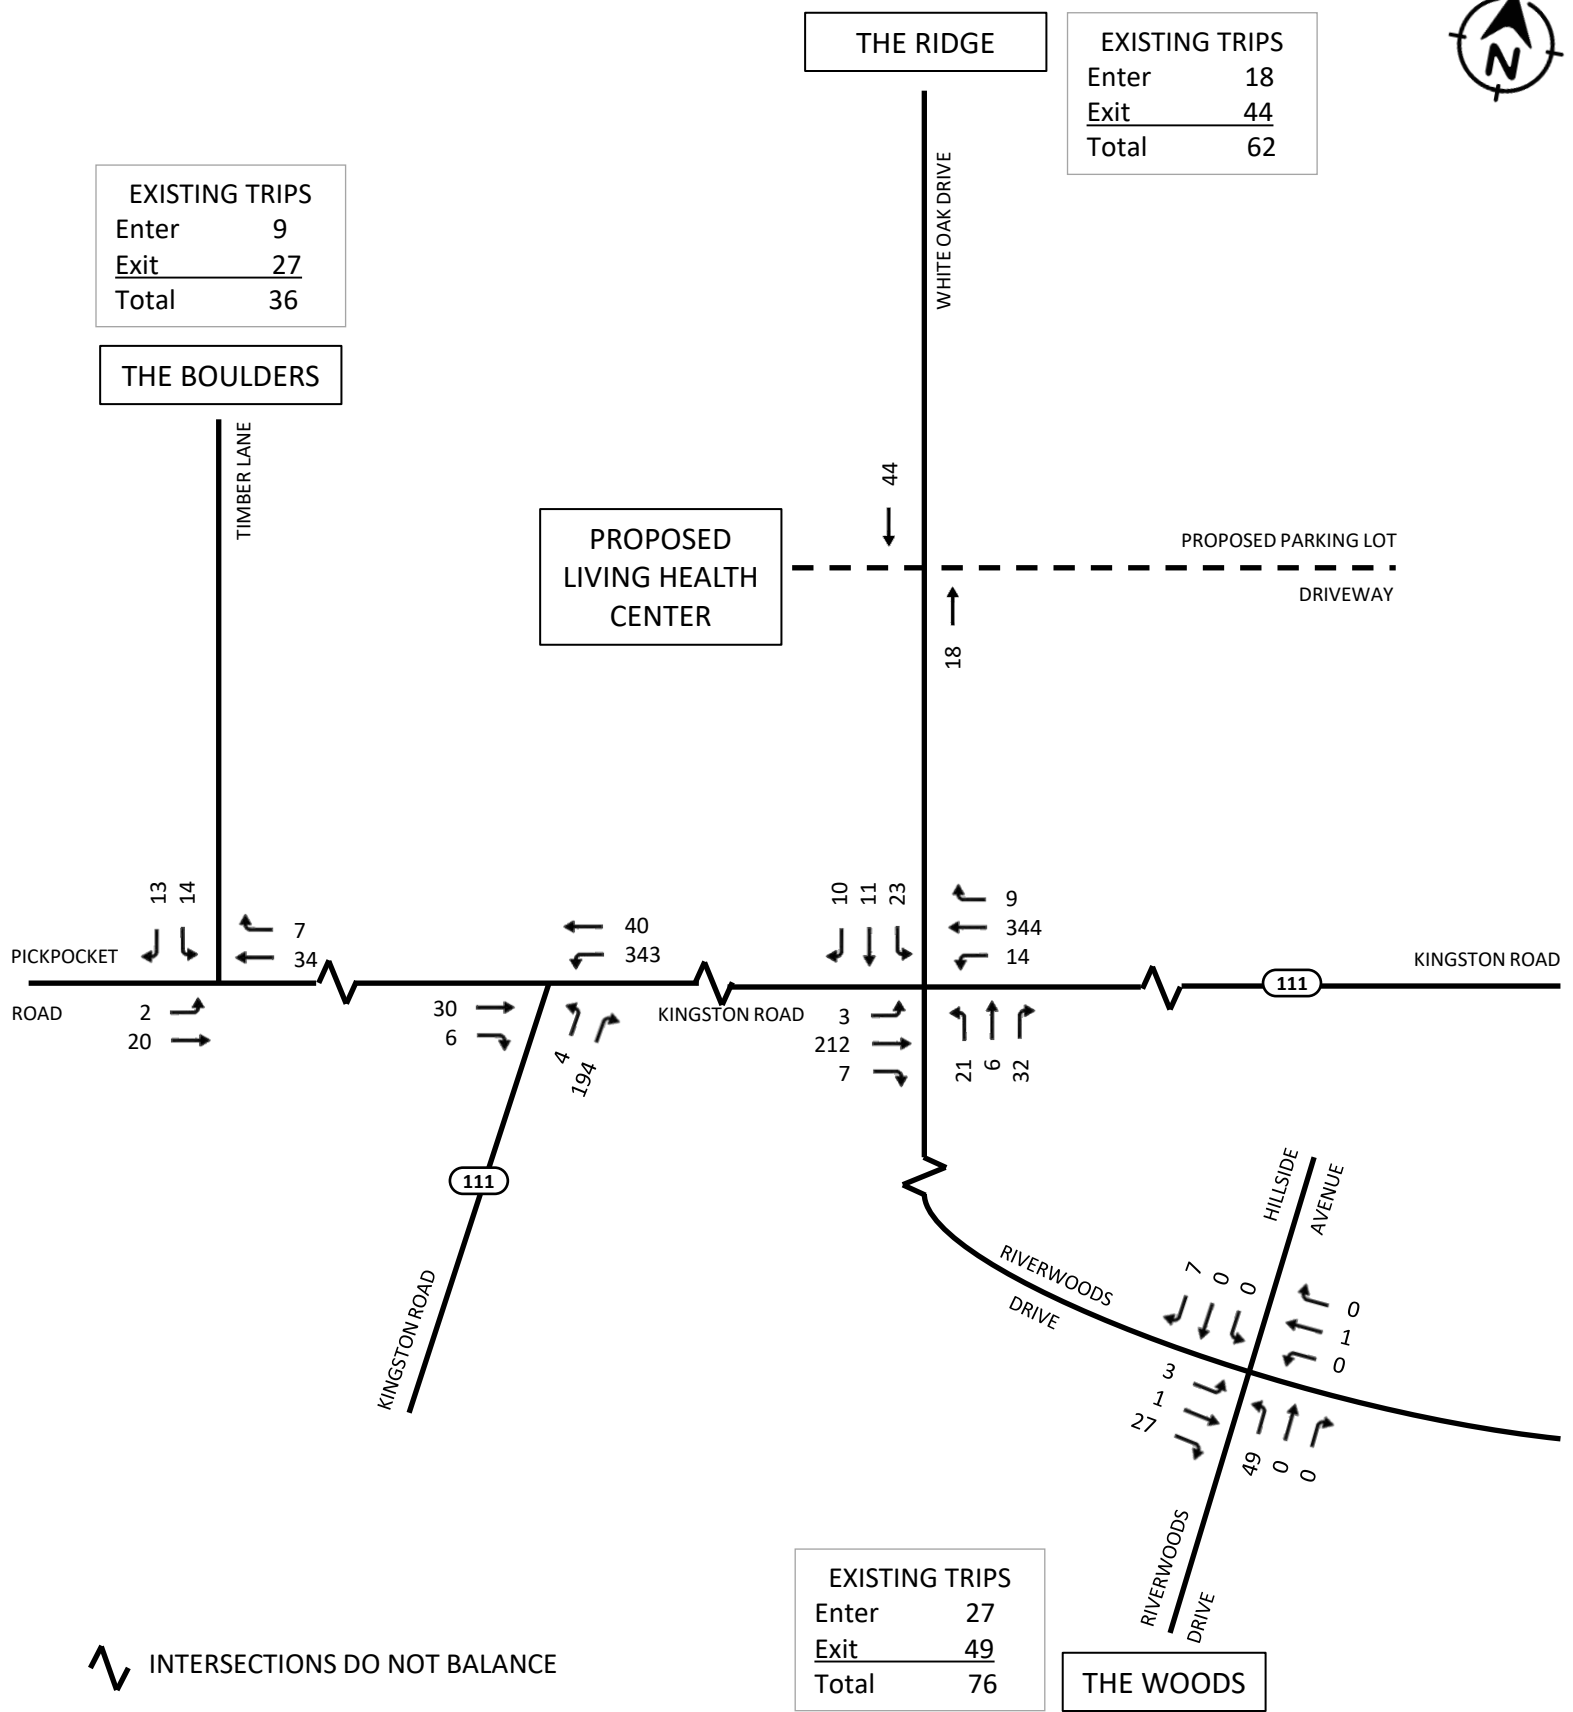 THE RIDGE
EXISTING TRIPS
Enter 18
Exit 44
Total 62
N
WHITE OAK DRIVE
EXISTING TRIPS
Enter 9
Exit 27
Total 36
THE BOULDERS
TIMBER LANE
44
PROPOSED
LIVING HEALTH
CENTER
PROPOSED PARKING LOT
DRIVEWAY
18
13
14
7
34
PICKPOCKET
ROAD
2
20
40
343
30
6
4
194
KINGSTON ROAD
10
11
23
9
344
14
3
212
7
21
6
32
111
KINGSTON ROAD
111
KINGSTON ROAD
RIVERWOODS
DRIVE
HILLSIDE
AVENUE
7
0
0
0
1
0
3
1
27
49
0
0
RIVERWOODS
DRIVE
EXISTING TRIPS
Enter 27
Exit 49
Total 76
THE WOODS
INTERSECTIONS DO NOT BALANCE